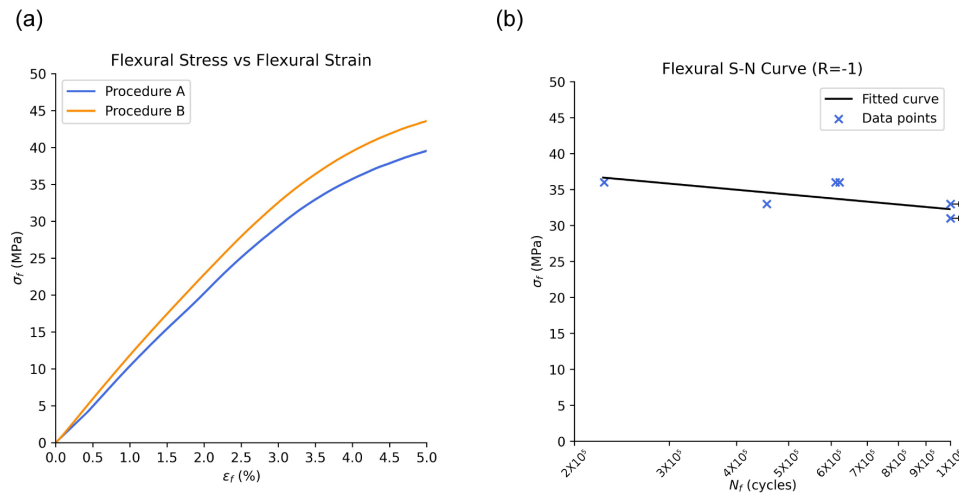 (a)
Flexural Stress vs Flexural Strain
50
45
40
35
30
25
20
15
10
5
0
σf (MPa)
Procedure A
Procedure B
0.0 0.5 1.0 1.5 2.0 2.5 3.0 3.5 4.0 4.5 5.0
εf (%)
(b)
Flexural S-N Curve (R=-1)
50
45
40
35
30
25
20
15
10
5
0
σf (MPa)
Fitted curve
Data points
2X10⁵ 3X10⁵ 4X10⁵ 5X10⁵ 6X10⁵ 7X10⁵ 8X10⁵ 9X10⁵ 1X10⁶
Nf (cycles)